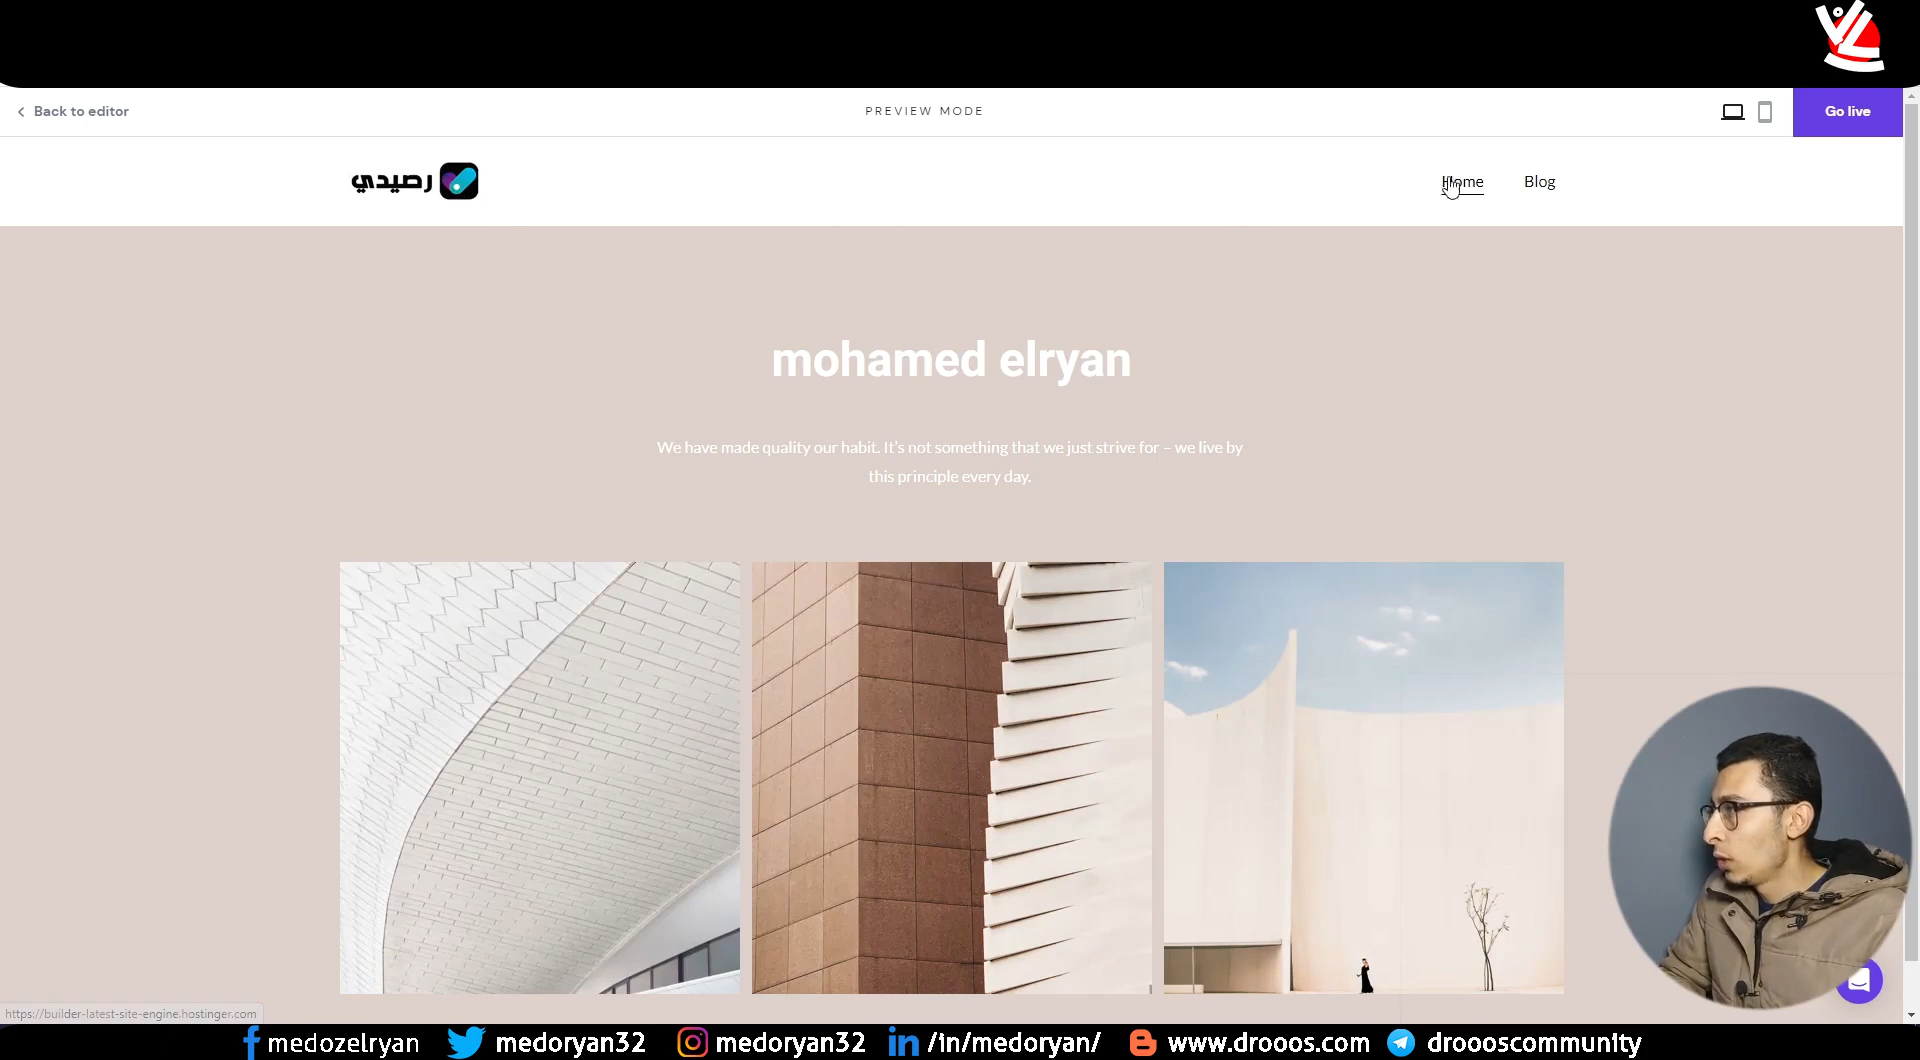 Back to editor
PREVIEW MODE
Go live
رصيدي
Home
Blog
mohamed elryan
We have made quality our habit. It's not something that we just strive for – we live by
this principle every day.
https://builder-latest-site-engine.hostinger.com
medozelryan
medoryan32
medoryan32
/in/medoryan/
www.drooos.com
droooscommunity